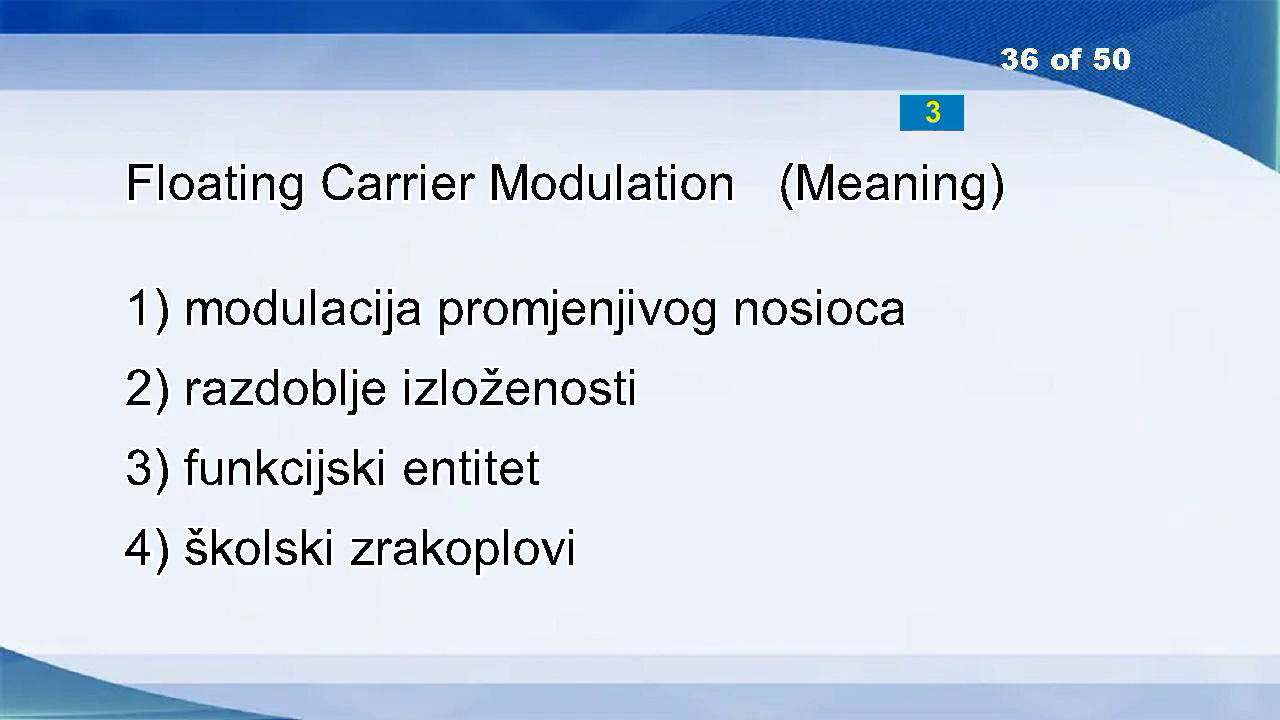 36 of 50
3
Floating Carrier Modulation (Meaning)
1) modulacija promjenjivog nosioca
2) razdoblje izloženosti
3) funkcijski entitet
4) školski zrakoplovi